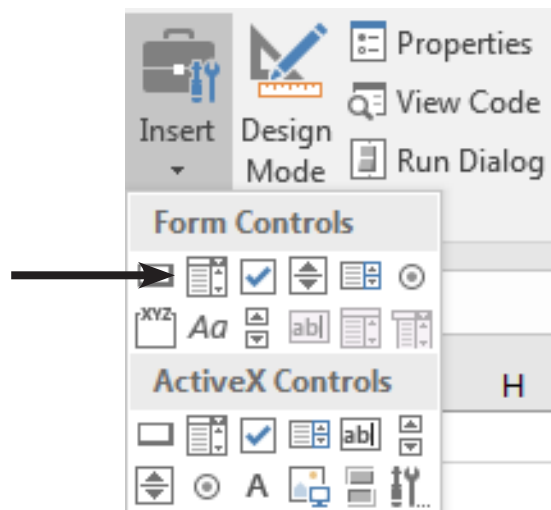 Properties
View Code
Run Dialog
Insert
Design
Mode
Form Controls
XYZ
Aa
ab
ActiveX Controls
H
ab
A